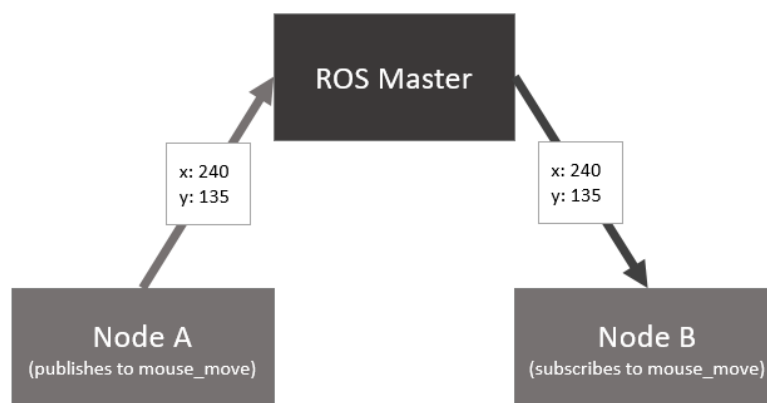 ROS Master
x: 240
y: 135
x: 240
y: 135
Node A
(publishes to mouse_move)
Node B
(subscribes to mouse_move)